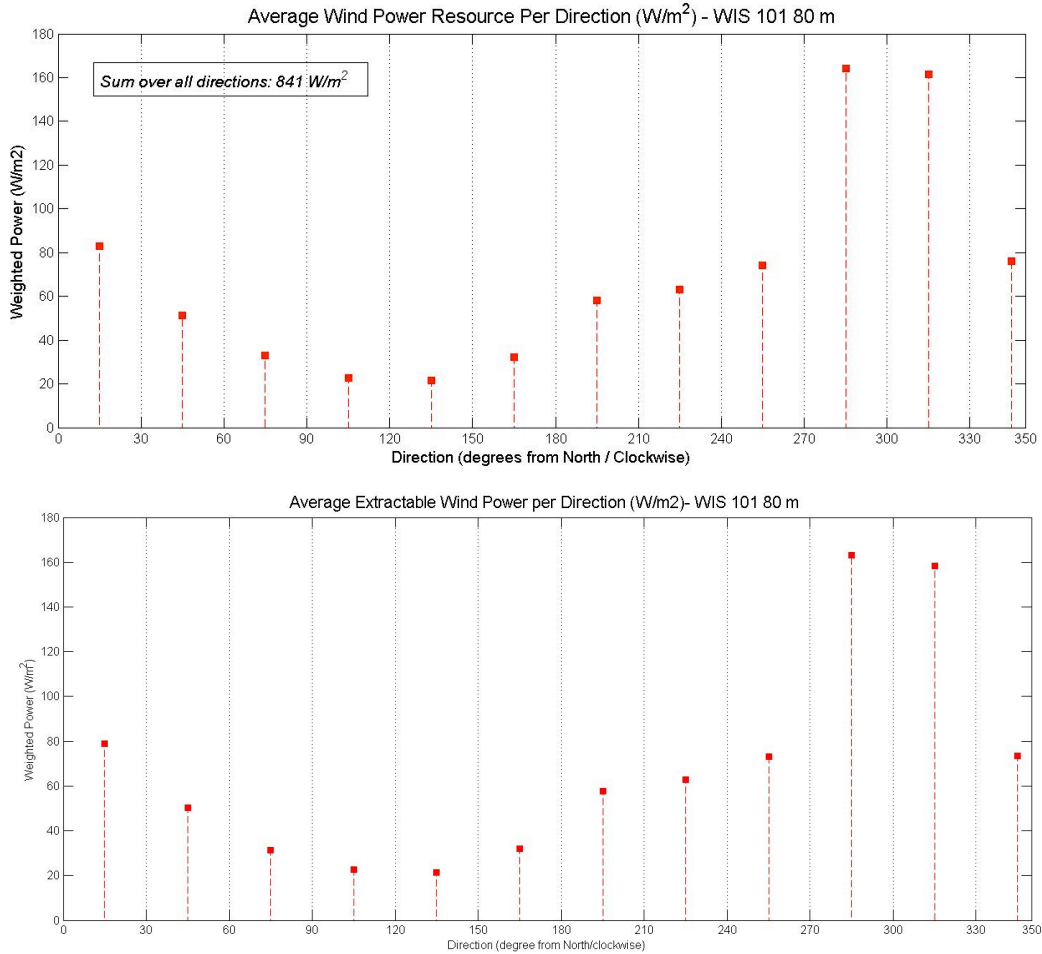 Average Wind Power Resource Per Direction (W/m²) - WIS 101 80 m
Sum over all directions: 841 W/m²
Weighted Power (W/m2)
180
160
140
120
100
80
60
40
20
0
0 30 60 90 120 150 180 210 240 270 300 330 350
Direction (degrees from North / Clockwise)
Average Extractable Wind Power per Direction (W/m2)- WIS 101 80 m
Weighted Power (W/m²)
180
160
140
120
100
80
60
40
20
0
0 30 60 90 120 150 180 210 240 270 300 330 350
Direction (degree from North/clockwise)